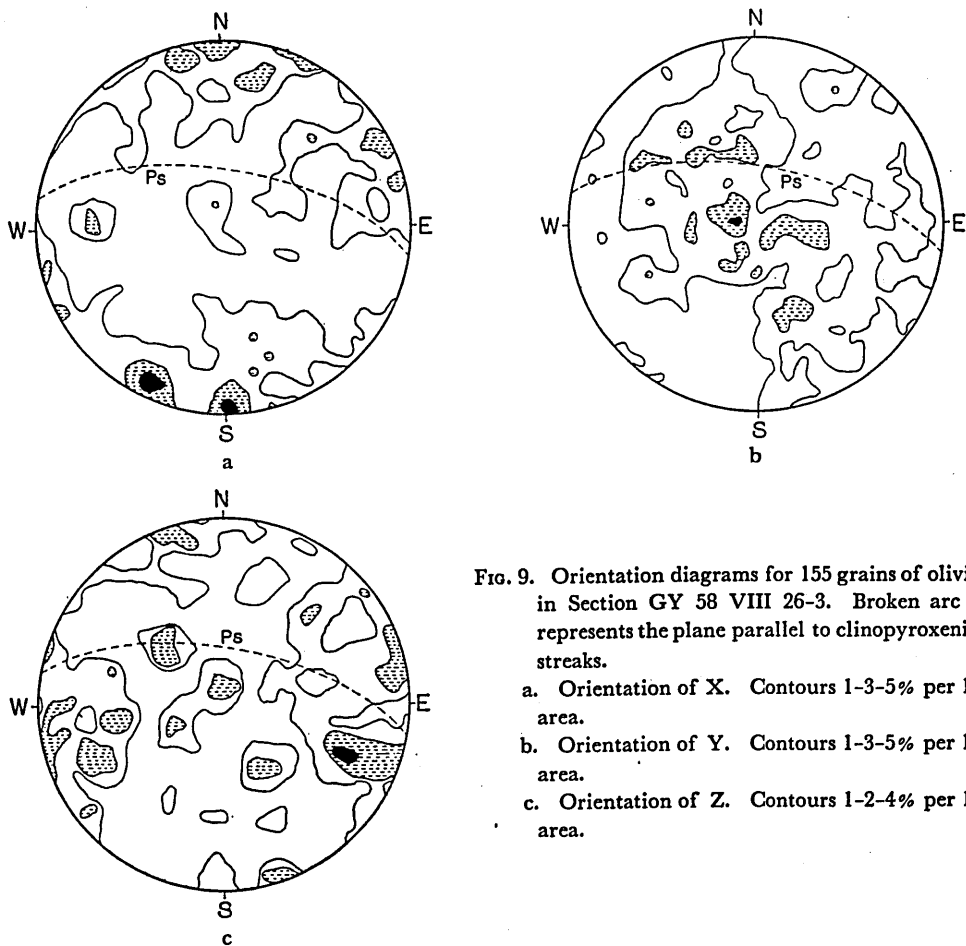 N
W
Ps
E
S
a
N
W
Ps
E
S
b
N
W
Ps
E
S
c
FIG. 9. Orientation diagrams for 155 grains of
in Section GY 58 VIII 26-3. Broken arc
represents the plane parallel to
streaks.
a. Orientation of X. Contours 1-3-5% per
area.
b. Orientation of Y. Contours 1-3-5% per
area.
c. Orientation of Z. Contours 1-2-4% per
area.